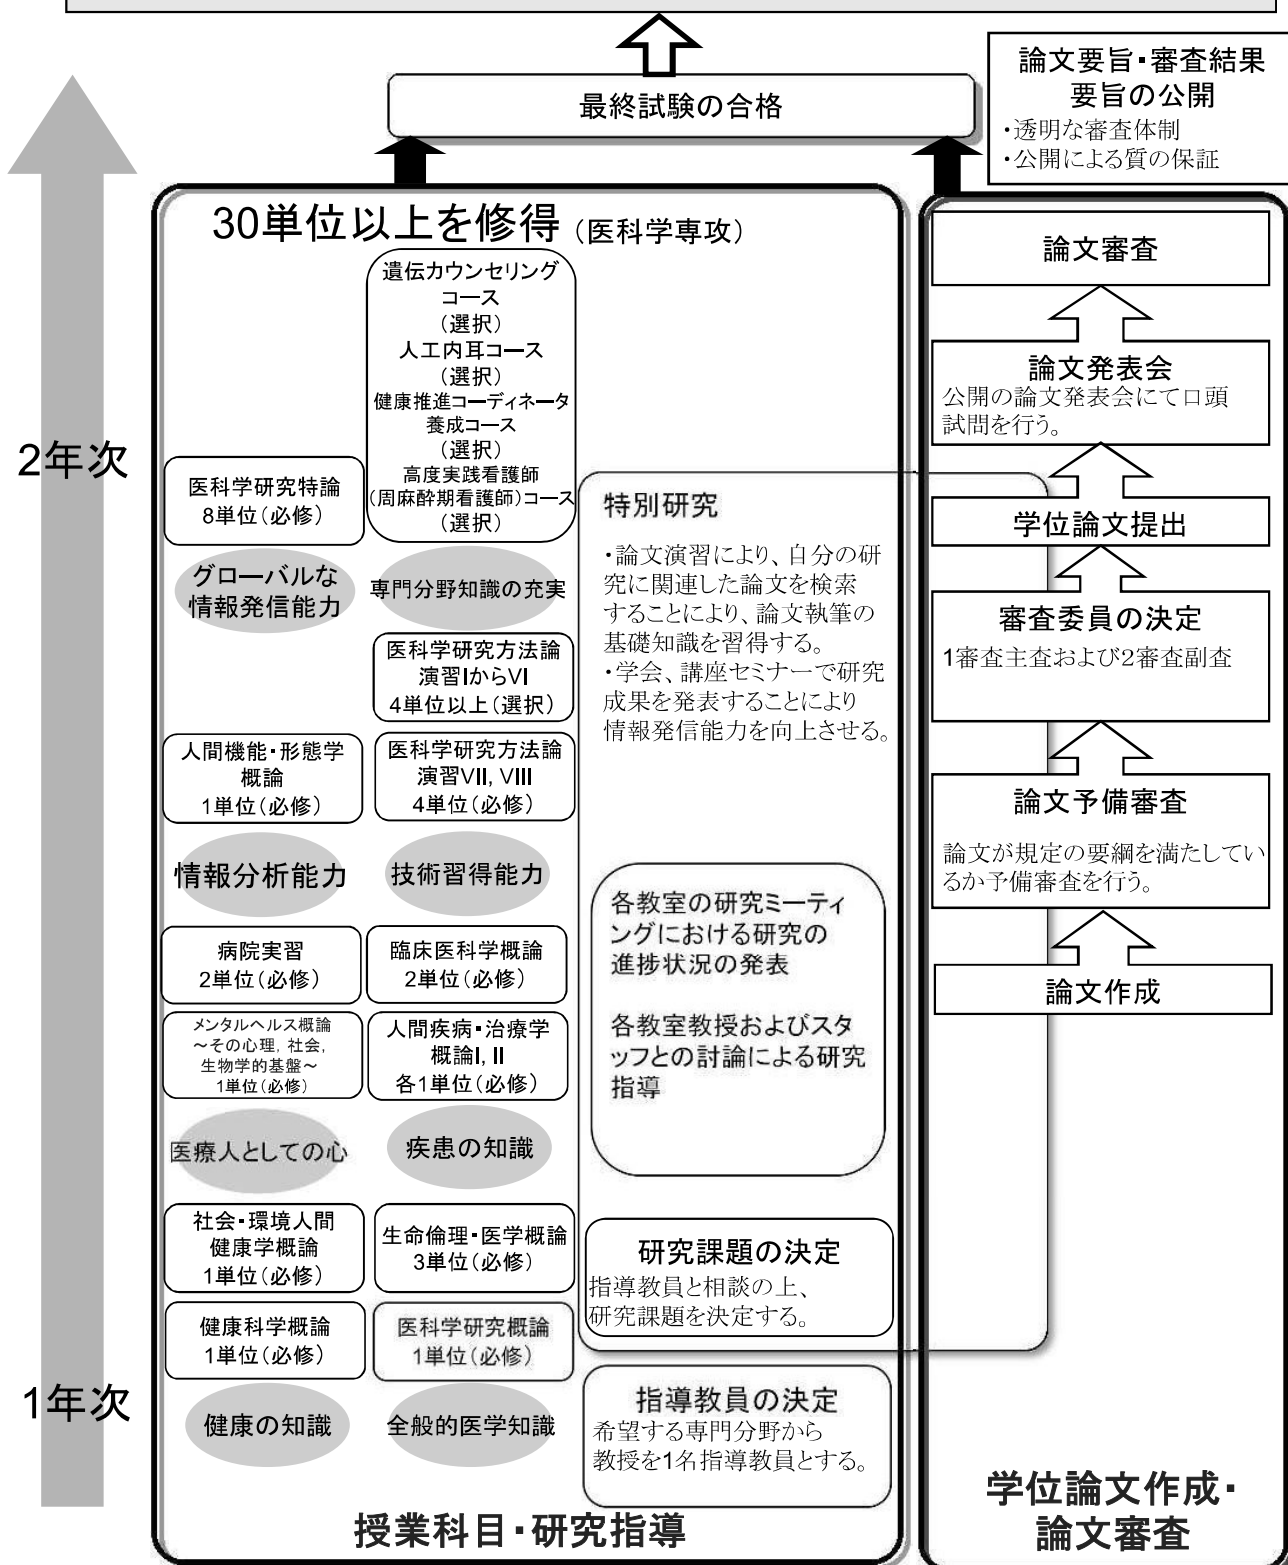 最終試験の合格
論文要旨・審査結果
要旨の公開
・透明な審査体制
・公開による質の保証
2年次
1年次
30単位以上を修得(医科学専攻)
遺伝カウンセリング
コース
(選択)
人工内耳コース
(選択)
健康推進コーディネータ
養成コース
(選択)
高度実践看護師
(周麻酔期看護師)コース
(選択)
医科学研究特論
8単位(必修)
グローバルな
情報発信能力
専門分野知識の充実
医科学研究方法論
演習IからVI
4単位以上(選択)
人間機能・形態学
概論
1単位(必修)
医科学研究方法論
演習VII, VIII
4単位(必修)
情報分析能力
技術習得能力
病院実習
2単位(必修)
臨床医科学概論
2単位(必修)
メンタルヘルス概論
～その心理, 社会,
生物学的基盤～
1単位(必修)
人間疾病・治療学
概論I, II
各1単位(必修)
医療人としての心
疾患の知識
社会・環境人間
健康学概論
1単位(必修)
生命倫理・医学概論
3単位(必修)
健康科学概論
1単位(必修)
医科学研究概論
1単位(必修)
健康の知識
全般的医学知識
特別研究
・論文演習により、自分の研
究に関連した論文を検索
することにより、論文執筆の
基礎知識を習得する。
・学会、講座セミナーで研究
成果を発表することにより
情報発信能力を向上させる。
各教室の研究ミーティ
ングにおける研究の
進捗状況の発表
各教室教授およびスタ
ッフとの討論による研究
指導
研究課題の決定
指導教員と相談の上、
研究課題を決定する。
指導教員の決定
希望する専門分野から
教授を1名指導教員とする。
授業科目・研究指導
論文審査
論文発表会
公開の論文発表会にて口頭
試問を行う。
学位論文提出
審査委員の決定
1審査主査および2審査副査
論文予備審査
論文が規定の要綱を満たしてい
るか予備審査を行う。
論文作成
学位論文作成・
論文審査